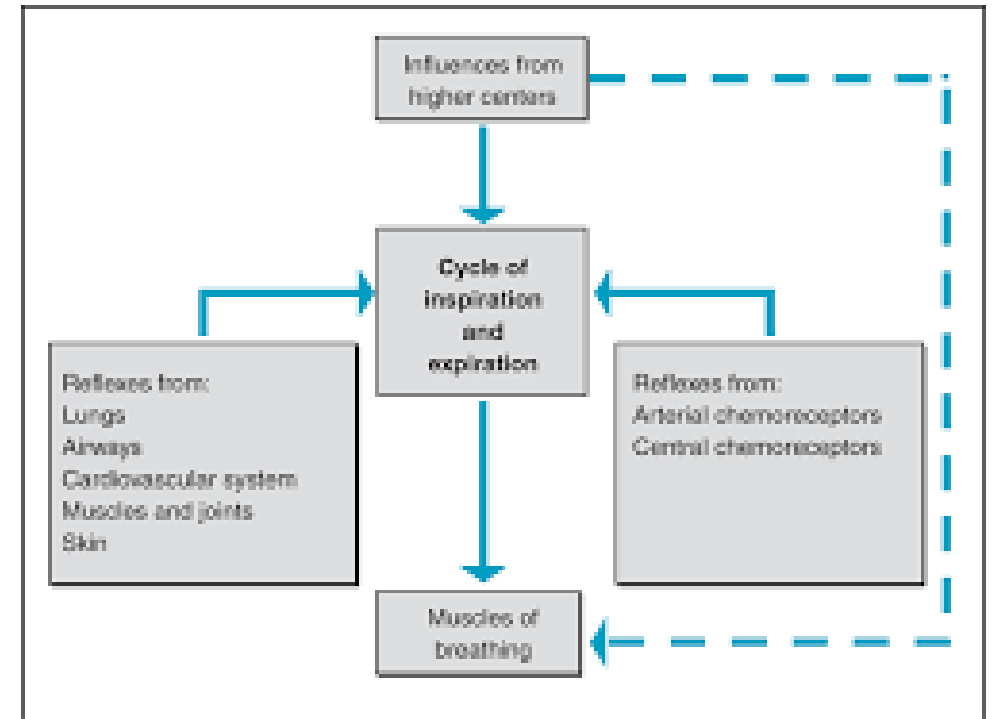 Influences from
higher centers
Cycle of
inspiration
and
expiration
Reflexes from:
Lungs
Airways
Cardiovascular system
Muscles and joints
Skin
Reflexes from:
Arterial chemoreceptors
Central chemoreceptors
Muscles of
breathing